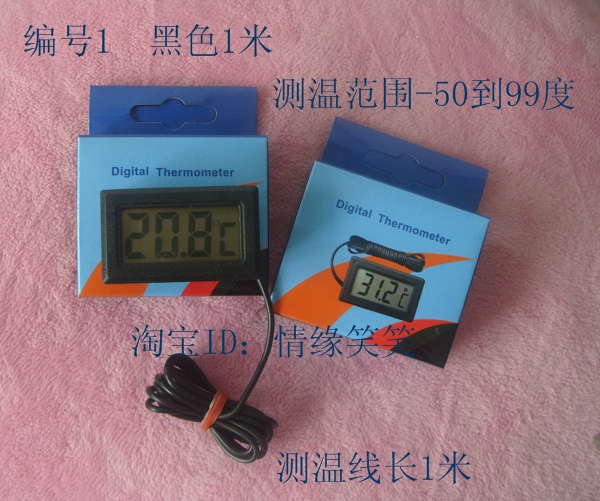 编号1 黑色1米
测温范围-50到99度
Digital Thermometer
20.8℃
Digital Thermometer
31.2℃
淘宝ID：情缘笑笑
测温线长1米